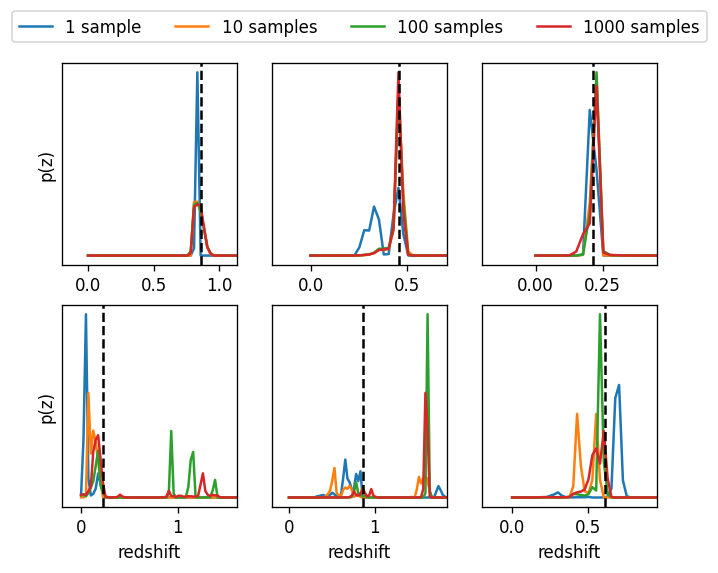 1 sample 10 samples 100 samples 1000 samples
p(z)
0.0 0.5 1.0 0.0 0.5 0.00 0.25
p(z)
0 1 0 1 0.0 0.5
redshift redshift redshift